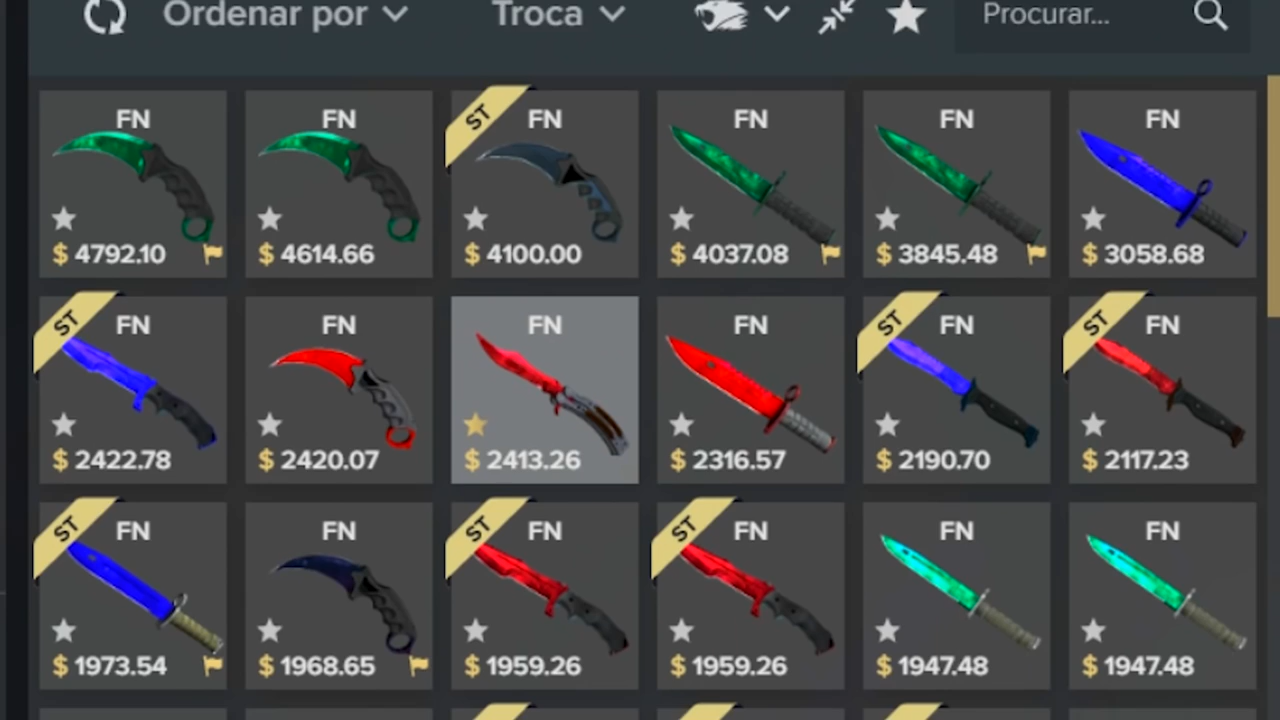 Ordenar por Troca Procurar...
FN FN ST FN FN FN FN
$ 4792.10 $ 4614.66 $ 4100.00 $ 4037.08 $ 3845.48 $ 3058.68
ST FN FN FN FN ST FN ST FN
$ 2422.78 $ 2420.07 $ 2413.26 $ 2316.57 $ 2190.70 $ 2117.23
ST FN FN ST FN ST FN FN FN
$ 1973.54 $ 1968.65 $ 1959.26 $ 1959.26 $ 1947.48 $ 1947.48